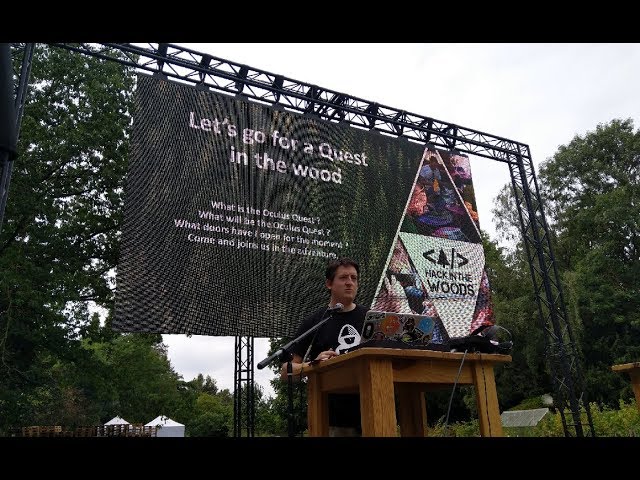 Let's go for a Quest
in the wood
What is the Oculus Quest ?
What will be the Oculus Quest ?
What doors have I open for the moment ?
Come and joins us in the adventure
</>
HACK IN THE
WOODS